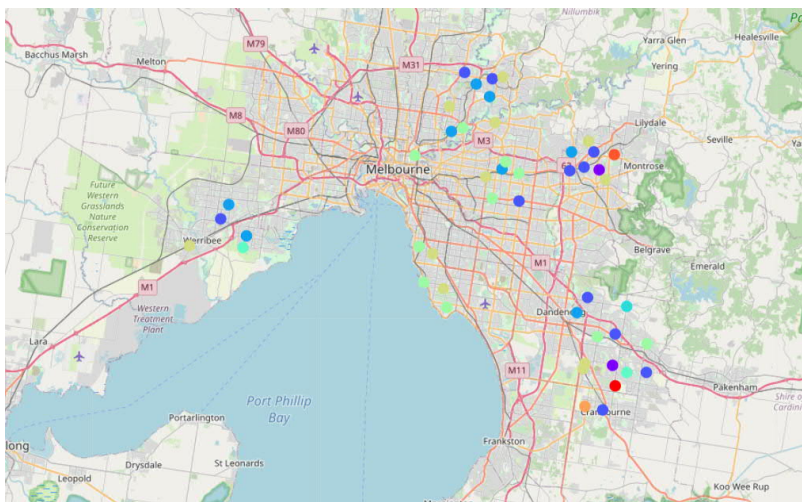 Nillumbik
Healesville
Yarra Glen
Bacchus Marsh
Melton
M79
M31
Yering
M8
M80
M3
Lilydale
Seville
Montrose
Melbourne
Future
Western
Grasslands
Nature
Conservation
Reserve
Werribee
Belgrave
Emerald
M1
M1
Western
Treatment
Plant
Lara
Dandenong
M11
Pakenham
Port Phillip
Bay
Shire of
Cranbourne
Portarlington
Frankston
Drysdale
St Leonards
Leopold
Koo Wee Rup